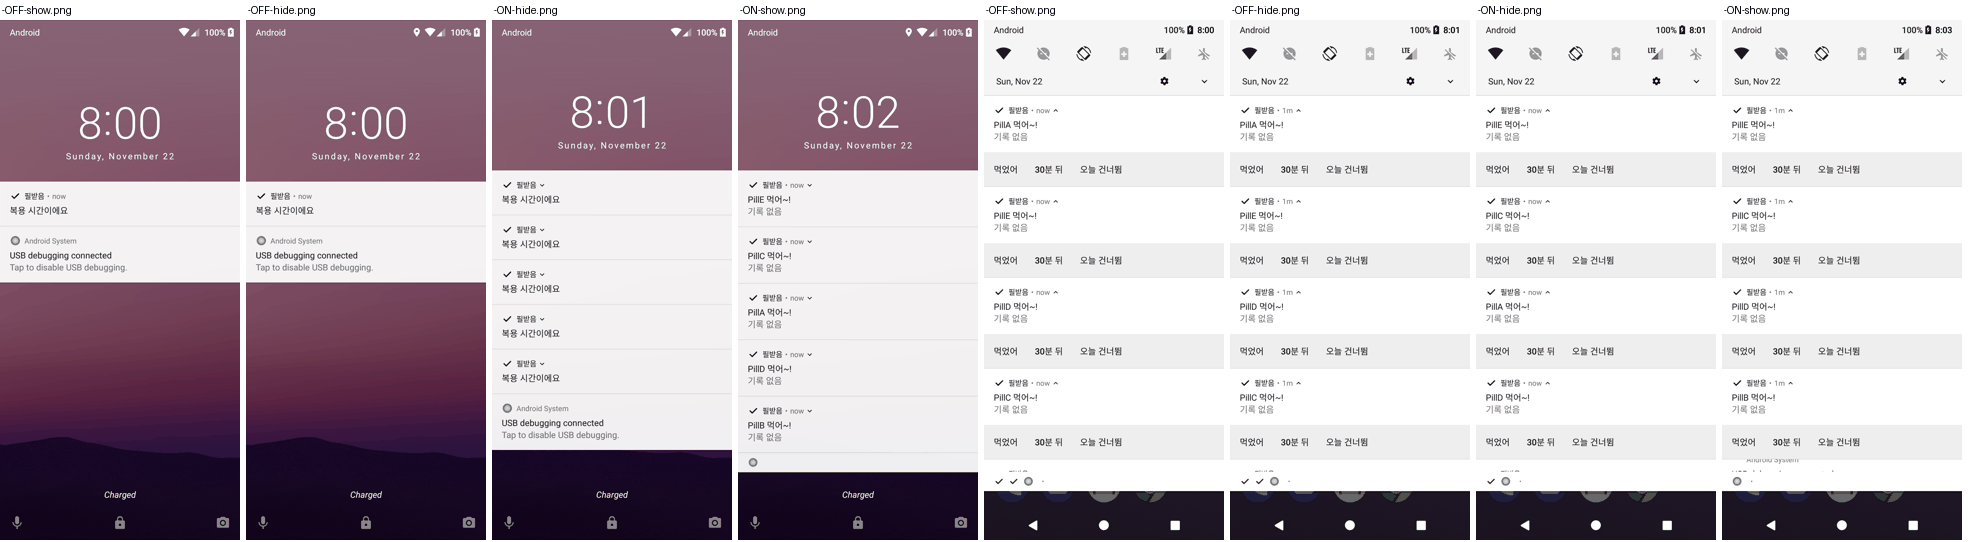 -OFF-show.png
Android
100%
8:00
Sunday, November 22
필받음 • now
복용 시간이에요
Android System
USB debugging connected
Tap to disable USB debugging.
Charged
-OFF-hide.png
Android
100%
8:00
Sunday, November 22
필받음 • now
복용 시간이에요
Android System
USB debugging connected
Tap to disable USB debugging.
Charged
-ON-hide.png
Android
100%
8:01
Sunday, November 22
필받음
복용 시간이에요
필받음
복용 시간이에요
필받음
복용 시간이에요
필받음
복용 시간이에요
필받음
복용 시간이에요
Android System
USB debugging connected
Tap to disable USB debugging.
Charged
-ON-show.png
Android
100%
8:02
Sunday, November 22
필받음 • now
PillE 먹어~!
기록 없음
필받음 • now
PillC 먹어~!
기록 없음
필받음 • now
PillA 먹어~!
기록 없음
필받음 • now
PillD 먹어~!
기록 없음
필받음 • now
PillB 먹어~!
기록 없음
Charged
-OFF-show.png
Android 100% 8:00
LTE
Sun, Nov 22
필받음 • now
PillA 먹어~!
기록 없음
먹었어 30분 뒤 오늘 건너뜀
필받음 • now
PillE 먹어~!
기록 없음
먹었어 30분 뒤 오늘 건너뜀
필받음 • now
PillD 먹어~!
기록 없음
먹었어 30분 뒤 오늘 건너뜀
필받음 • now
PillC 먹어~!
기록 없음
먹었어 30분 뒤 오늘 건너뜀
-OFF-hide.png
Android 100% 8:01
LTE
Sun, Nov 22
필받음 • 1m
PillA 먹어~!
기록 없음
먹었어 30분 뒤 오늘 건너뜀
필받음 • 1m
PillE 먹어~!
기록 없음
먹었어 30분 뒤 오늘 건너뜀
필받음 • 1m
PillD 먹어~!
기록 없음
먹었어 30분 뒤 오늘 건너뜀
필받음 • 1m
PillC 먹어~!
기록 없음
먹었어 30분 뒤 오늘 건너뜀
-ON-hide.png
Android 100% 8:01
LTE
Sun, Nov 22
필받음 • now
PillE 먹어~!
기록 없음
먹었어 30분 뒤 오늘 건너뜀
필받음 • now
PillC 먹어~!
기록 없음
먹었어 30분 뒤 오늘 건너뜀
필받음 • now
PillA 먹어~!
기록 없음
먹었어 30분 뒤 오늘 건너뜀
필받음 • now
PillD 먹어~!
기록 없음
먹었어 30분 뒤 오늘 건너뜀
-ON-show.png
Android 100% 8:03
LTE
Sun, Nov 22
필받음 • 1m
PillE 먹어~!
기록 없음
먹었어 30분 뒤 오늘 건너뜀
필받음 • 1m
PillC 먹어~!
기록 없음
먹었어 30분 뒤 오늘 건너뜀
필받음 • 1m
PillD 먹어~!
기록 없음
먹었어 30분 뒤 오늘 건너뜀
필받음 • 1m
PillB 먹어~!
기록 없음
먹었어 30분 뒤 오늘 건너뜀
Android System